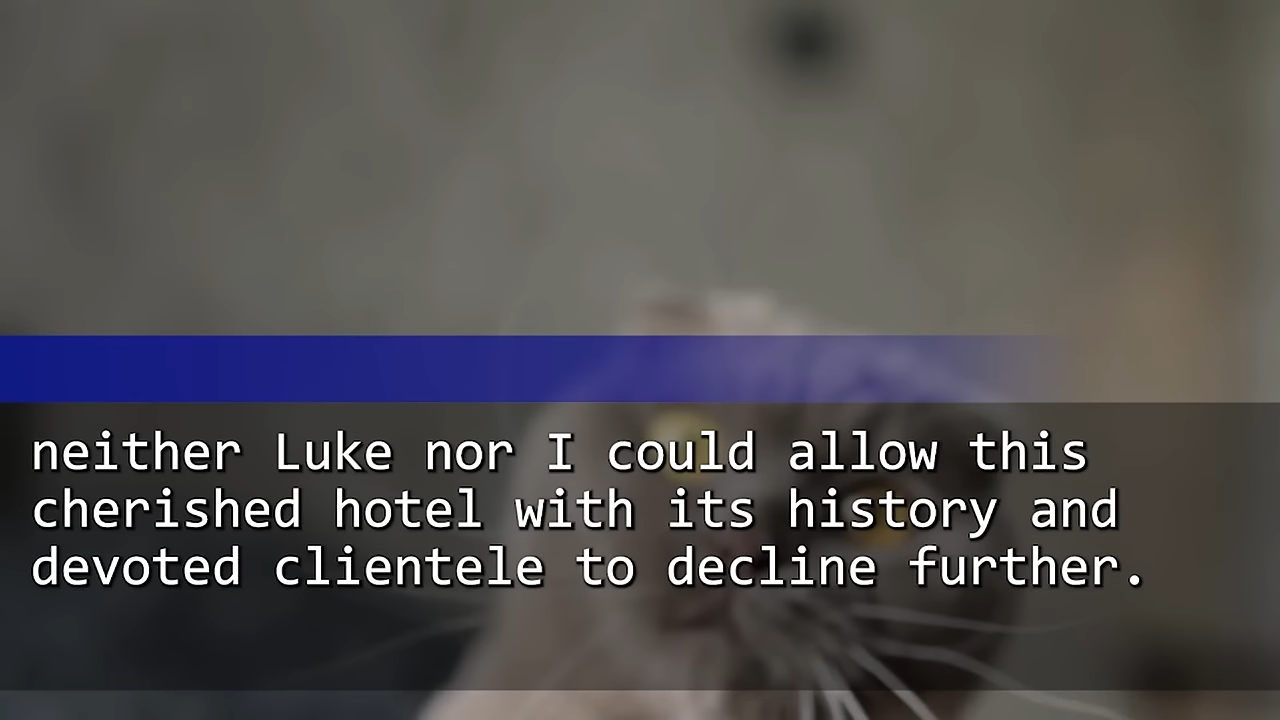 neither Luke nor I could allow this
cherished hotel with its history and
devoted clientele to decline further.